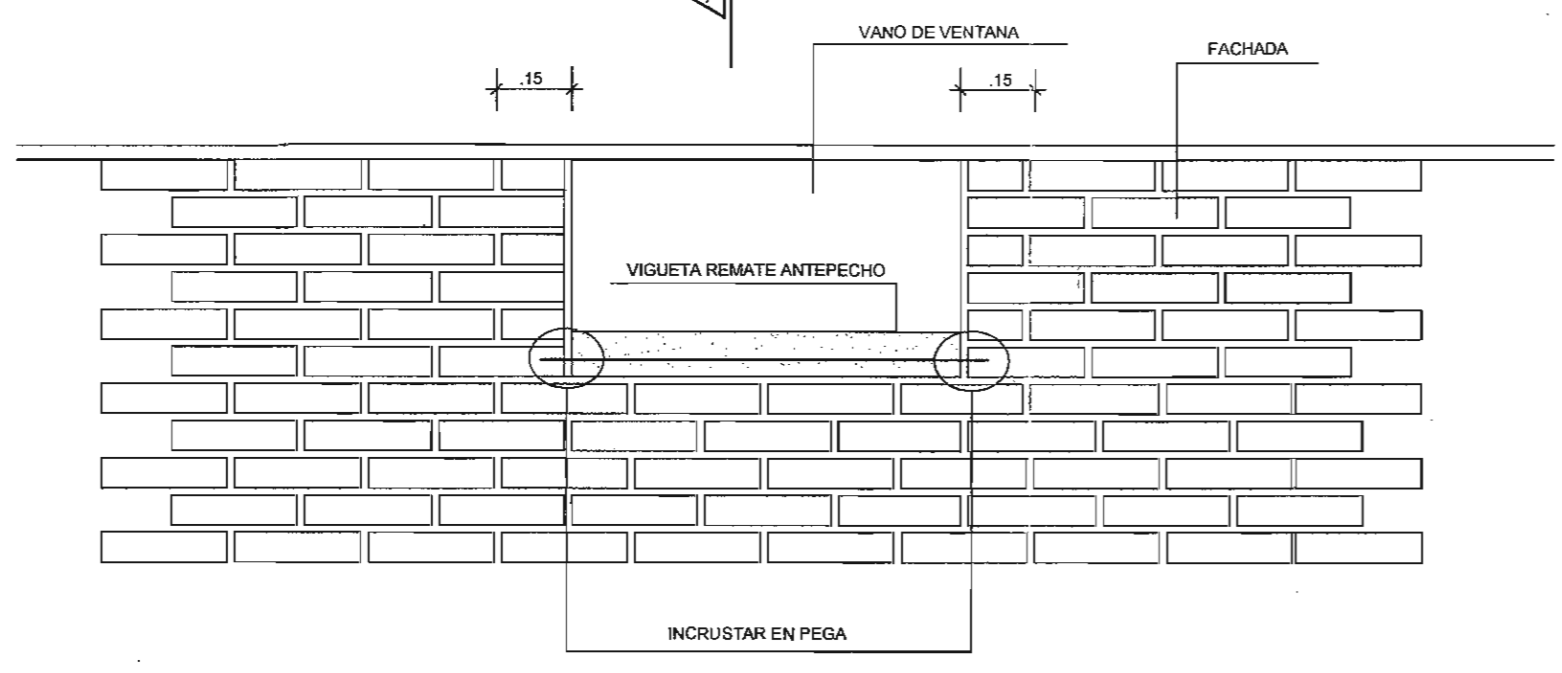 VANO DE VENTANA
FACHADA
.15
.15
VIGUETA REMATE ANTEPECHO
INCRUSTAR EN PEGA